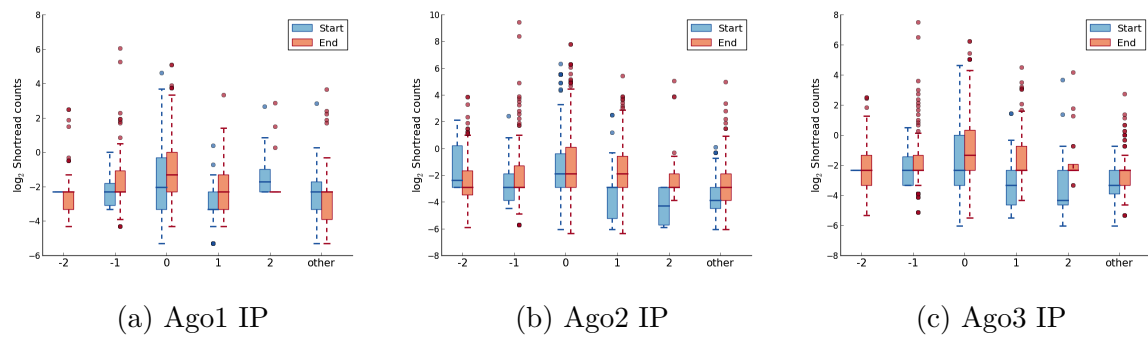 8
6
4
2
0
−2
−4
−6
log2 Shortread counts
-2 -1 0 1 2 other
Start
End
(a) Ago1 IP
10
8
6
4
2
0
−2
−4
−6
−8
log2 Shortread counts
-2 -1 0 1 2 other
Start
End
(b) Ago2 IP
8
6
4
2
0
−2
−4
−6
−8
log2 Shortread counts
-2 -1 0 1 2 other
Start
End
(c) Ago3 IP